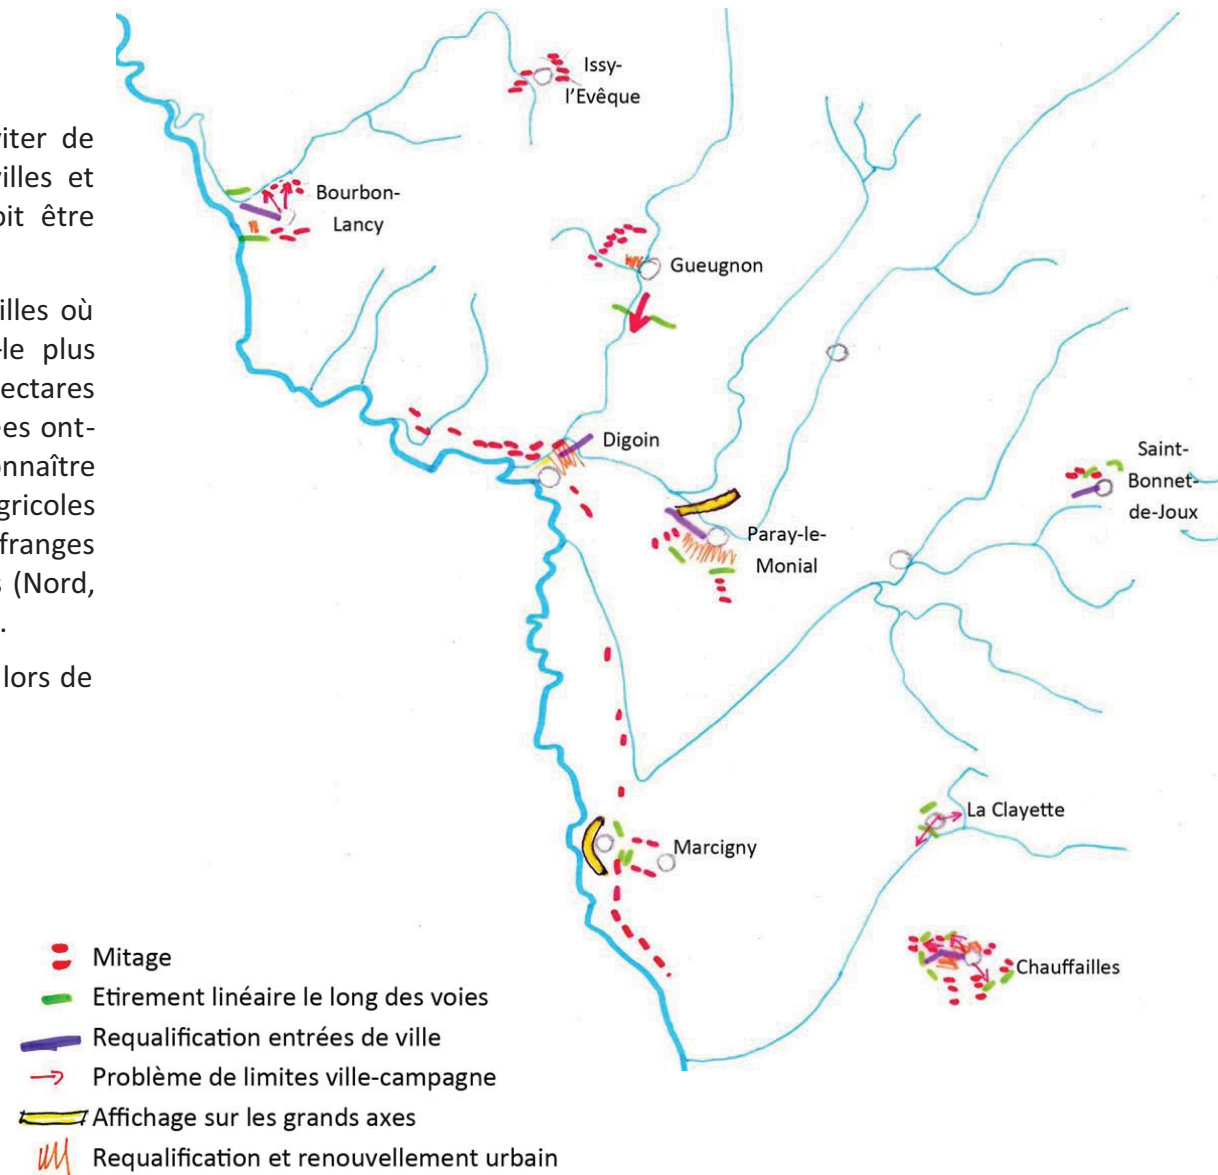 viter de
villes et
oit être
illes où
-le plus
ectares
ées ont-
onnaître
gricoles
franges
s (Nord,
.
lors de
Issy-
l'Evêque
Bourbon-
Lancy
Gueugnon
Digoin
Paray-le-
Monial
Saint-
Bonnet-
de-Joux
La Clayette
Marcigny
Chauffailles
Mitage
Etirement linéaire le long des voies
Requalification entrées de ville
Problème de limites ville-campagne
Affichage sur les grands axes
Requalification et renouvellement urbain